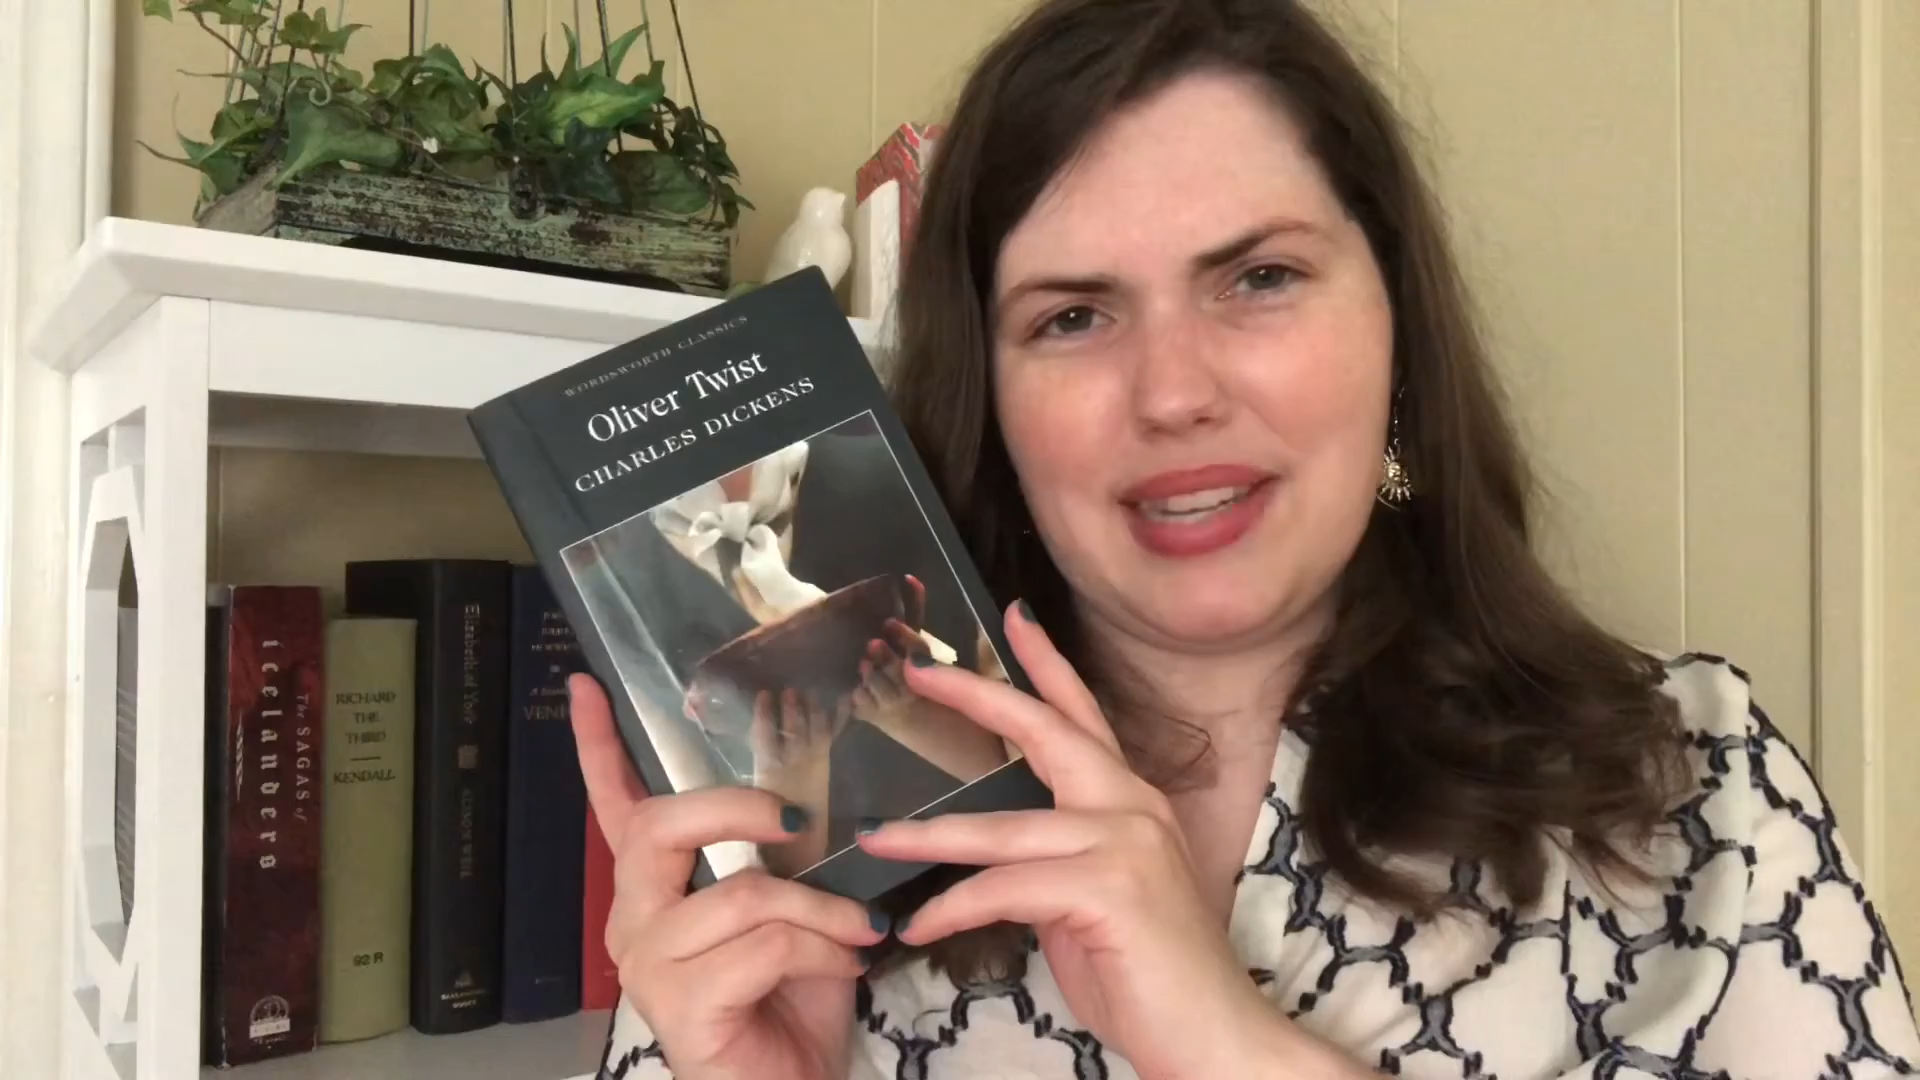 WORDSWORTH CLASSICS
Oliver Twist
CHARLES DICKENS
The SAGAS of
icelanders
RICHARD
THE
THIRD
KENDALL
92 R
Elizabeth of York
ALISON WEIR